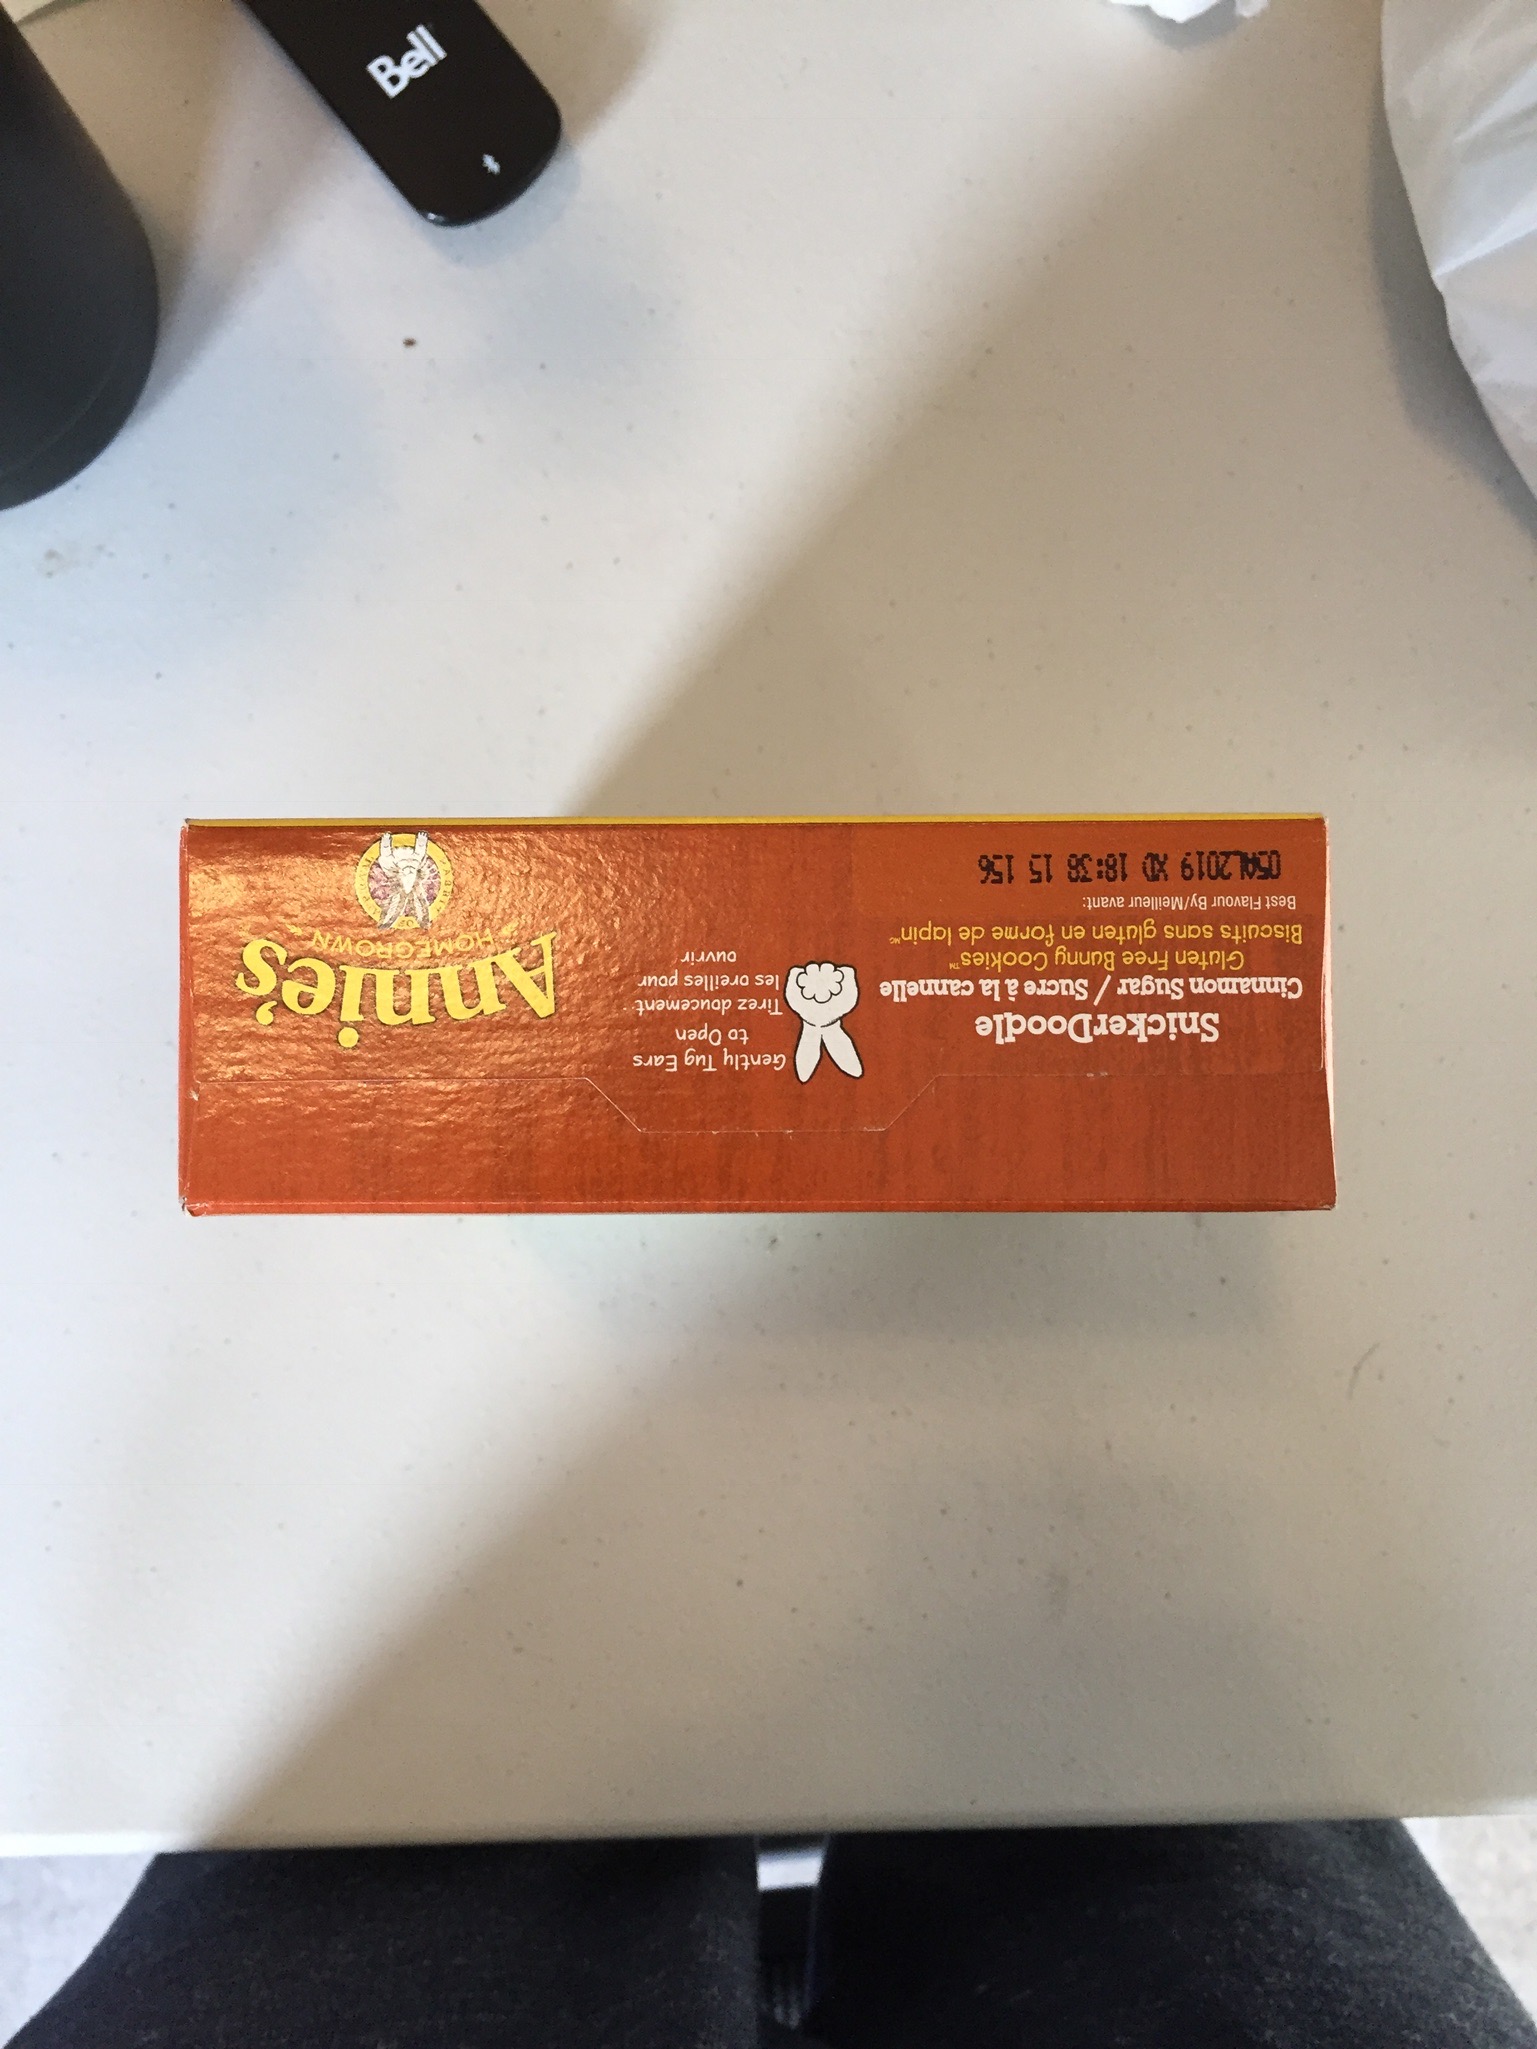 Bell
SnickerDoodle
Cinnamon Sugar / Sucre à la cannelle
Gluten Free Bunny Cookies™
Biscuits sans gluten en forme de lapin
Best Flavour By/Meilleur avant:
2019 XD 18:38 15 156
Gently Tug Ears
to Open
Tirez doucement
les oreilles pour
ouvrir
Annie's
HOMEGROWN